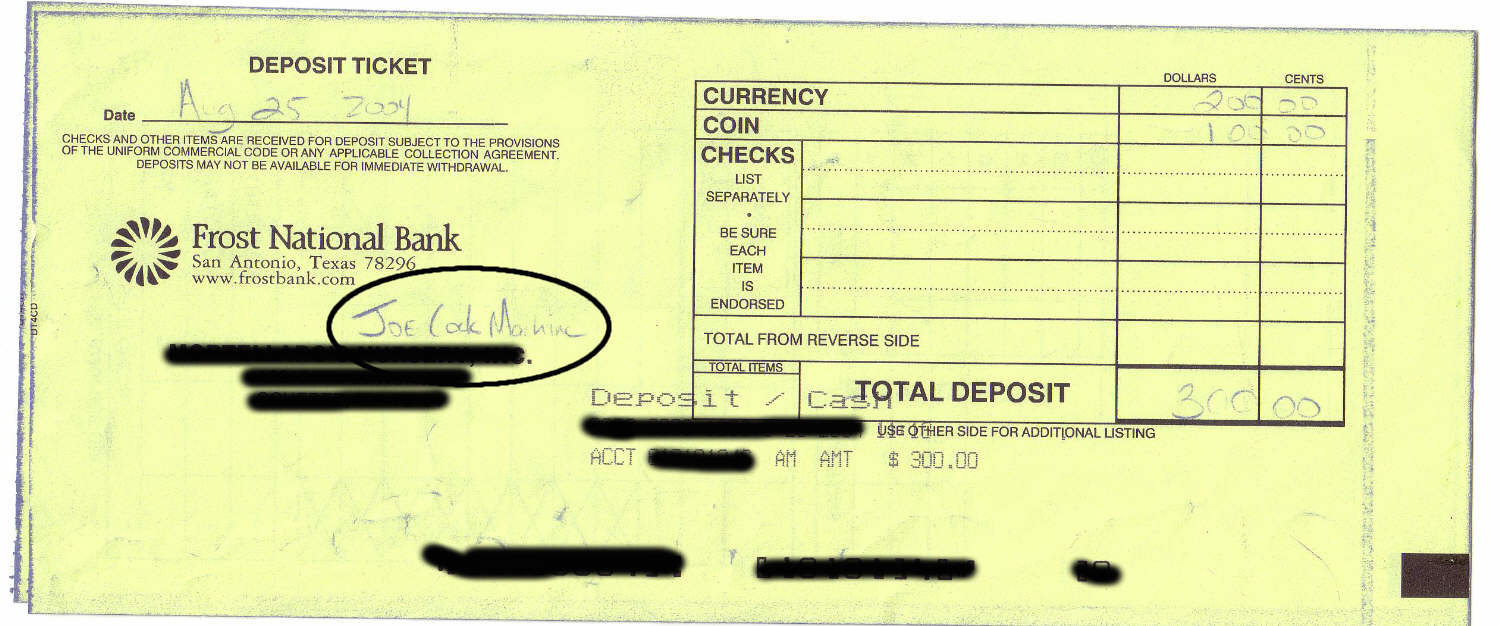 DEPOSIT TICKET
Date Aug 25 2004
CHECKS AND OTHER ITEMS ARE RECEIVED FOR DEPOSIT SUBJECT TO THE PROVISIONS
OF THE UNIFORM COMMERCIAL CODE OR ANY APPLICABLE COLLECTION AGREEMENT.
DEPOSITS MAY NOT BE AVAILABLE FOR IMMEDIATE WITHDRAWAL.
Frost National Bank
San Antonio, Texas 78296
www.frostbank.com
JOE Cock Machine
DT4CD
DOLLARS CENTS
CURRENCY 200 00
COIN 100 00
CHECKS
LIST
SEPARATELY
•
BE SURE
EACH
ITEM
IS
ENDORSED
TOTAL FROM REVERSE SIDE
TOTAL ITEMS
TOTAL DEPOSIT 300 00
Deposit / Cash
USE OTHER SIDE FOR ADDITIONAL LISTING
ACCT AM AMT $ 300.00